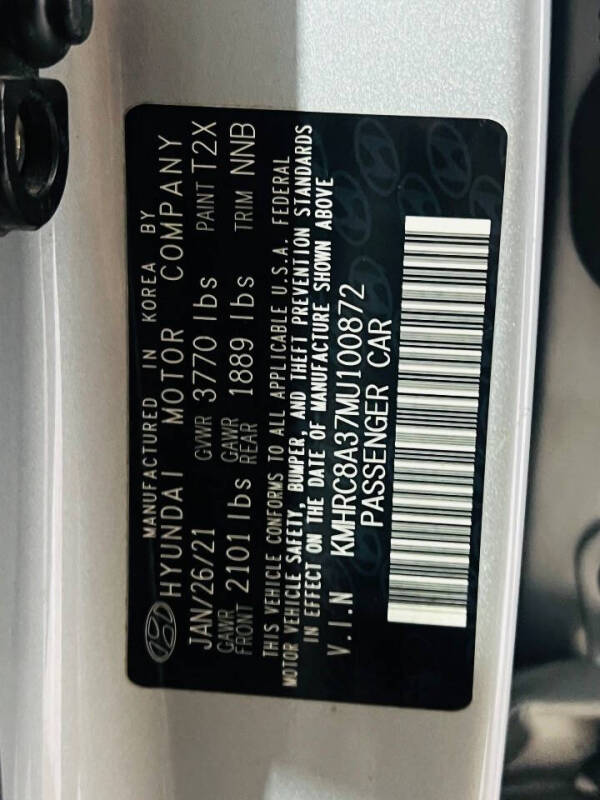 MANUFACTURED IN KOREA BY
HYUNDAI MOTOR COMPANY
JAN/26/21 GVWR 3770 lbs PAINT T2X
GAWR FRONT 2101 lbs GAWR REAR 1889 lbs TRIM NNB
THIS VEHICLE CONFORMS TO ALL APPLICABLE U.S.A. FEDERAL
MOTOR VEHICLE SAFETY, BUMPER, AND THEFT PREVENTION STANDARDS
IN EFFECT ON THE DATE OF MANUFACTURE SHOWN ABOVE
V.I.N KMHRC8A37MU100872
PASSENGER CAR